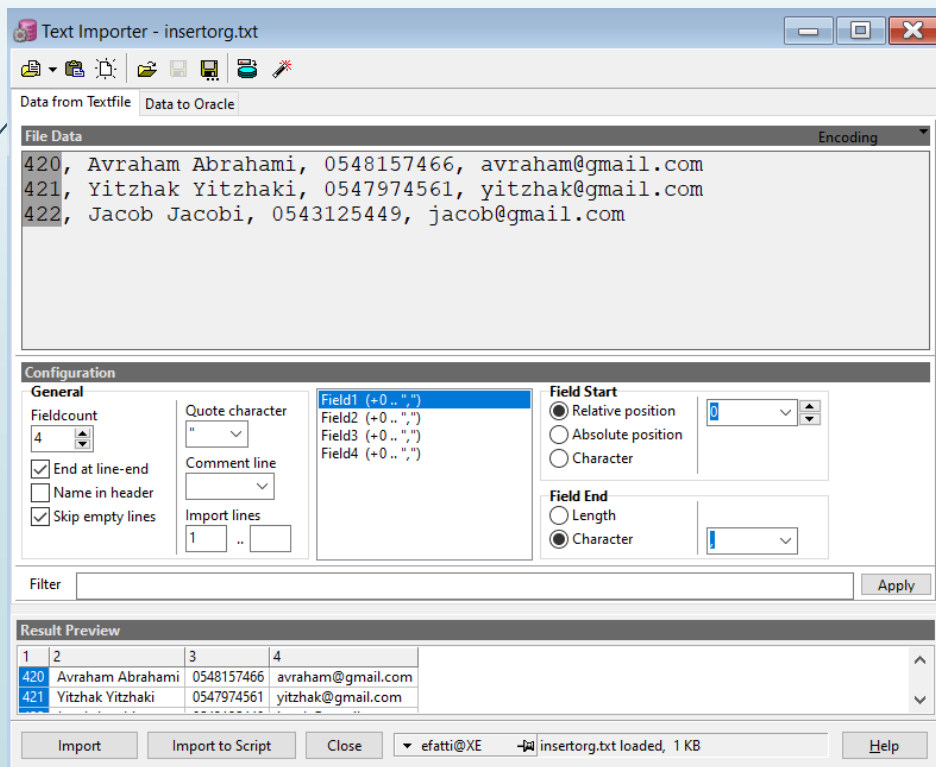 Text Importer - insertorg.txt
Data from Textfile Data to Oracle
File Data Encoding
420, Avraham Abrahami, 0548157466, avraham@gmail.com
421, Yitzhak Yitzhaki, 0547974561, yitzhak@gmail.com
422, Jacob Jacobi, 0543125449, jacob@gmail.com
Configuration
General
Fieldcount
4
End at line-end
Name in header
Skip empty lines
Quote character
"
Comment line
Import lines
1 ..
Field1 (+0 .. ",")
Field2 (+0 .. ",")
Field3 (+0 .. ",")
Field4 (+0 .. ",")
Field Start
Relative position
Absolute position
Character
0
Field End
Length
Character
,
Filter Apply
Result Preview
1 2 3 4
420 Avraham Abrahami 0548157466 avraham@gmail.com
421 Yitzhak Yitzhaki 0547974561 yitzhak@gmail.com
Import Import to Script Close efatti@XE insertorg.txt loaded, 1 KB Help